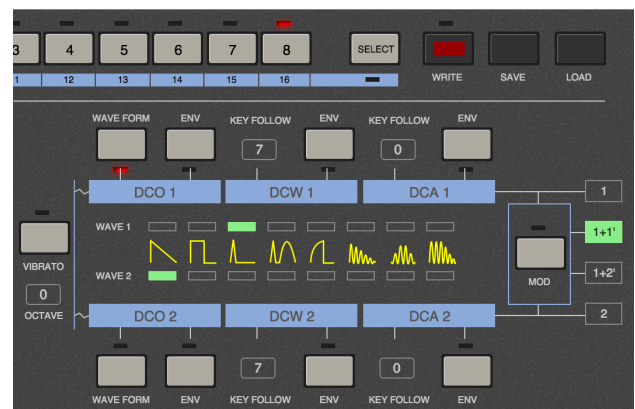 3 4 5 6 7 8 SELECT
1 12 13 14 15 16 WRITE SAVE LOAD
WAVE FORM ENV KEY FOLLOW ENV KEY FOLLOW ENV
7 0
DCO 1 DCW 1 DCA 1 1
WAVE 1 1+1'
VIBRATO WAVE 2 MOD 1+2'
0
OCTAVE DCO 2 DCW 2 DCA 2 2
7 0
WAVE FORM ENV KEY FOLLOW ENV KEY FOLLOW ENV